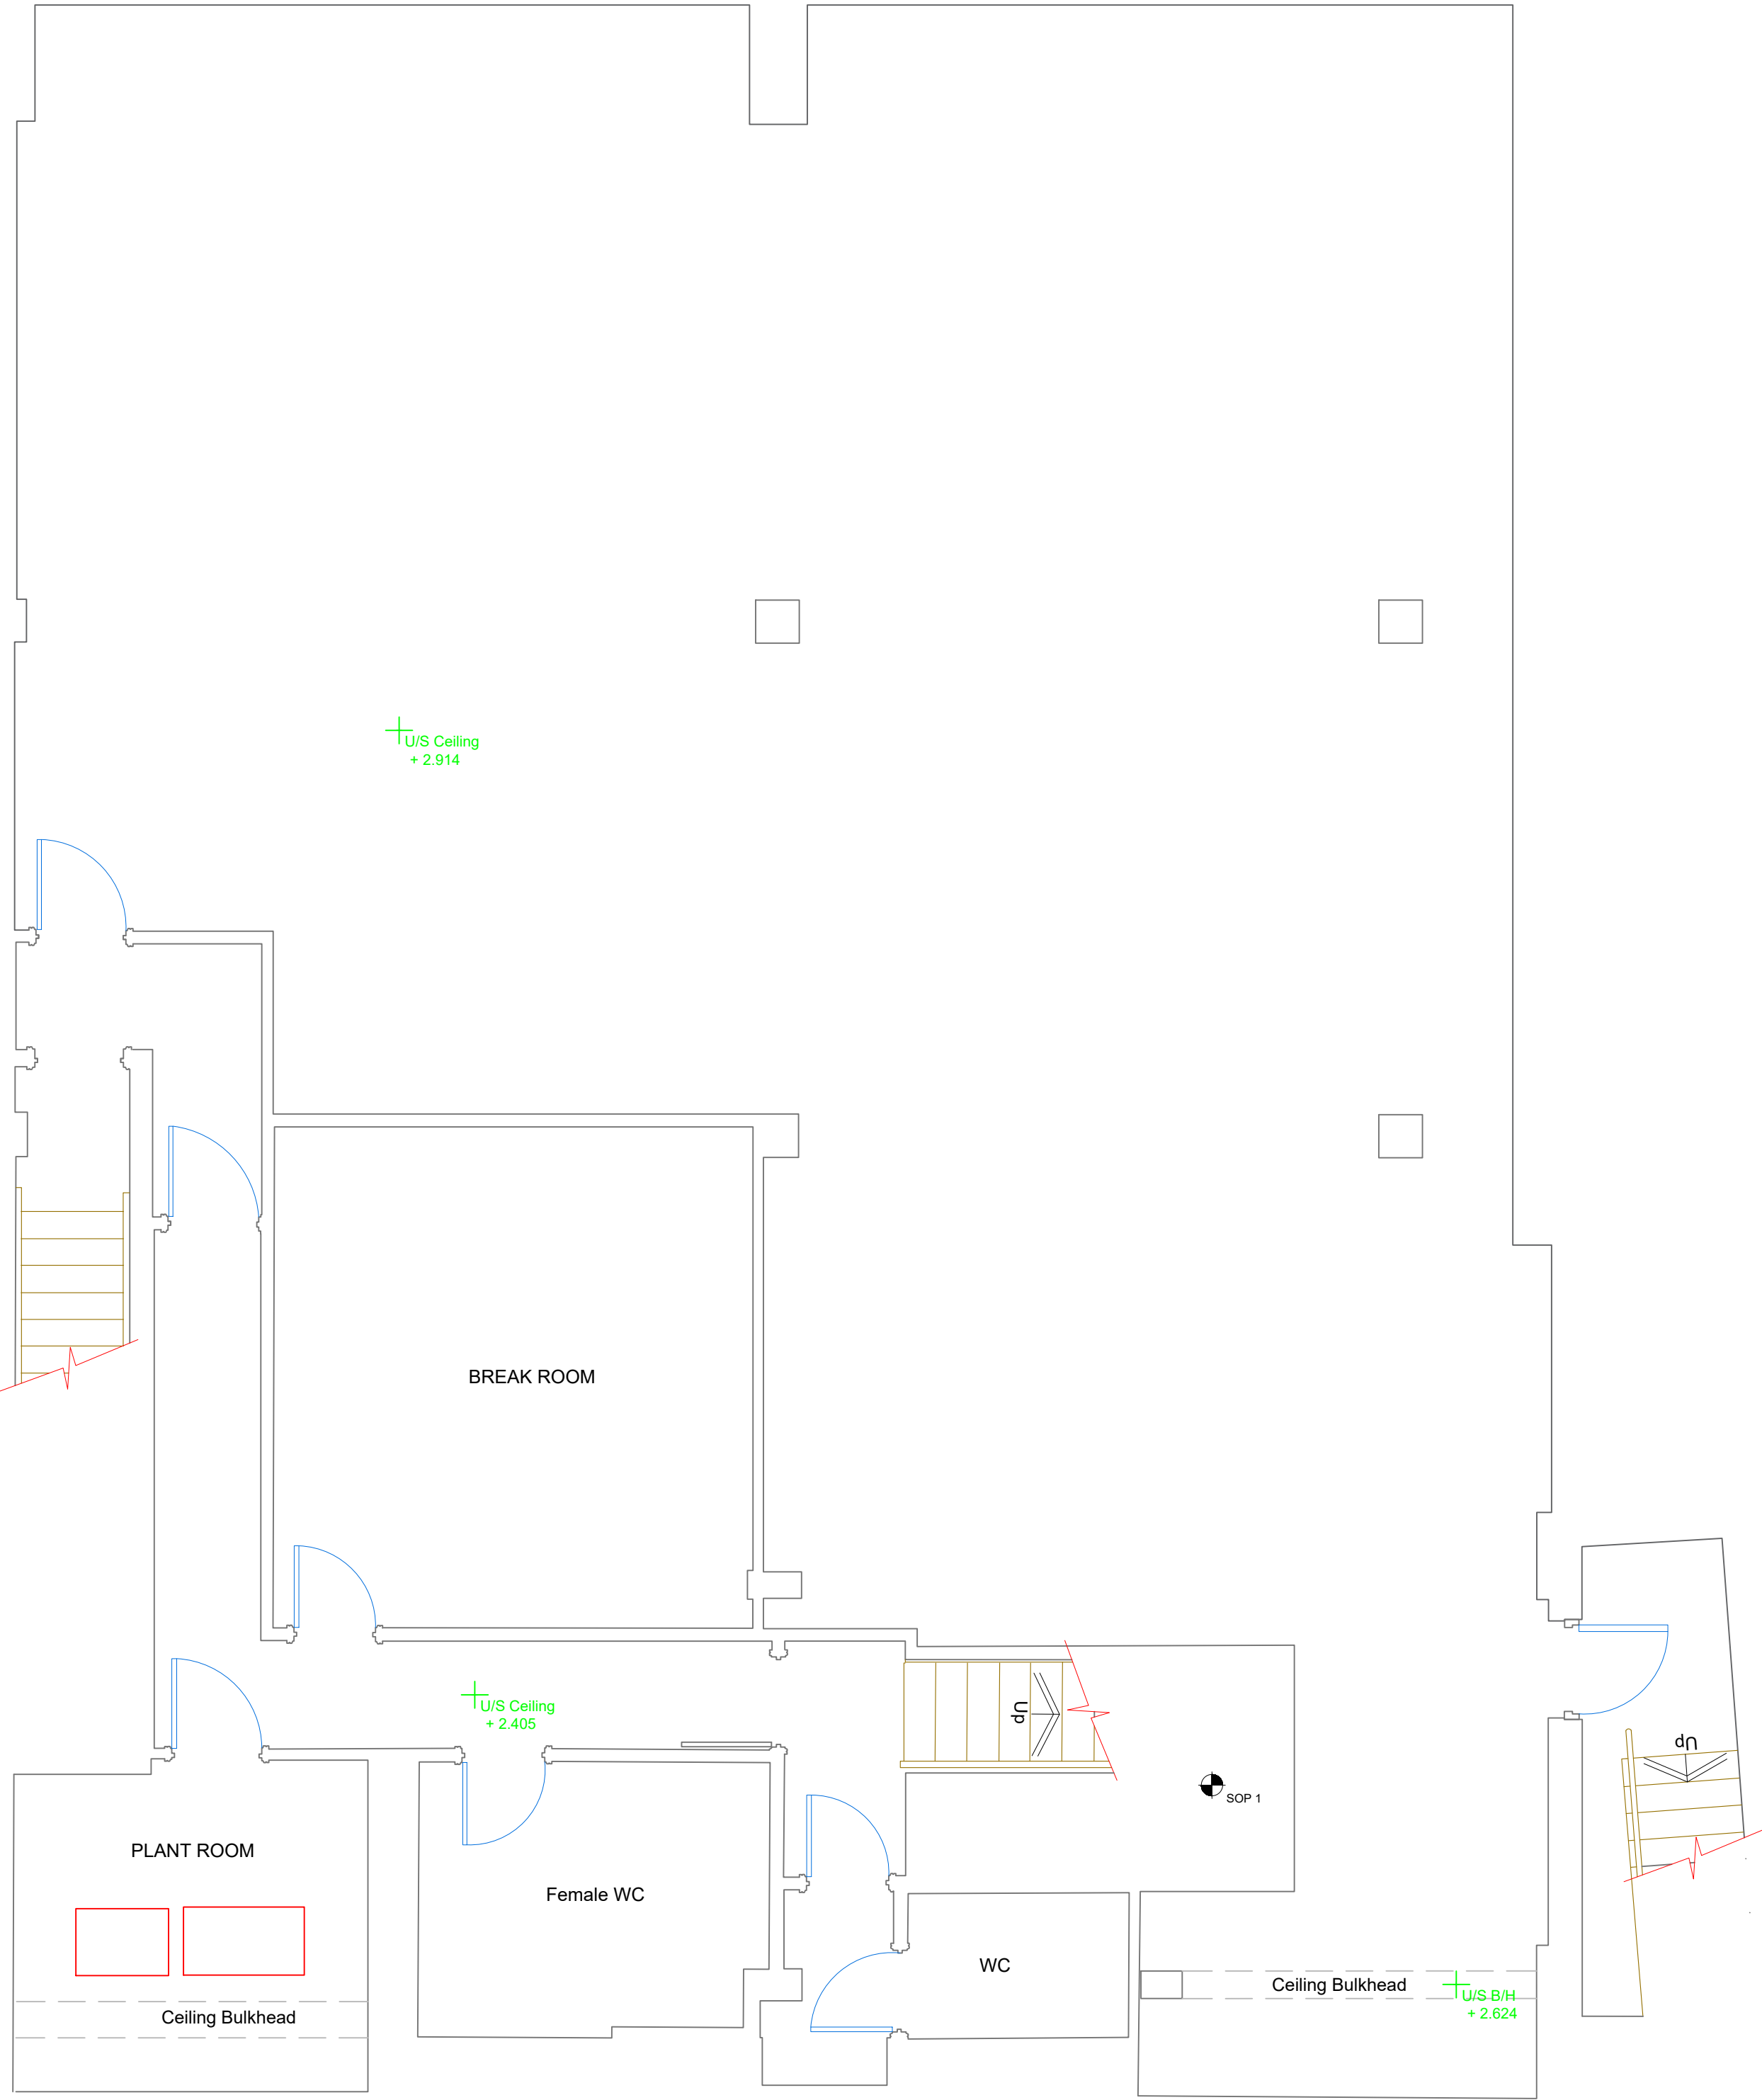 U/S Ceiling
+ 2.914
BREAK ROOM
U/S Ceiling
+ 2.405
Up
Up
SOP 1
PLANT ROOM
Female WC
WC
Ceiling Bulkhead
U/S B/H
+ 2.624
Ceiling Bulkhead